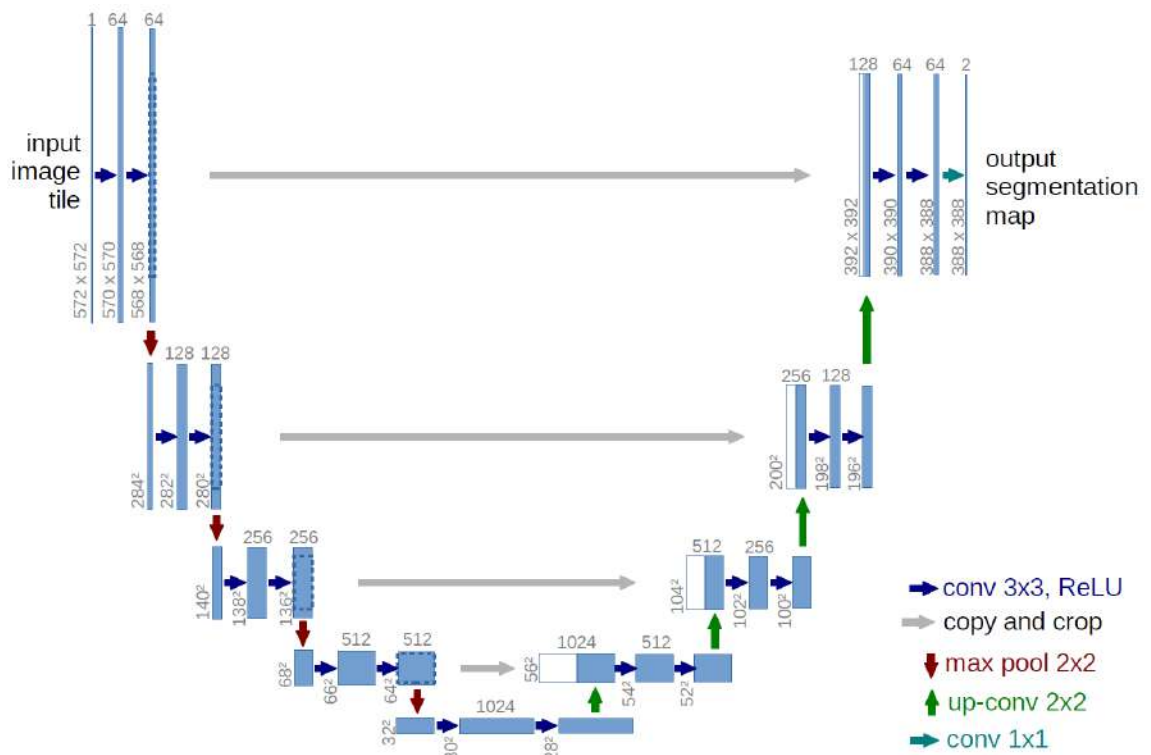 1 64 64
input
image
tile
572 x 572
570 x 570
568 x 568
128 64 64 2
output
segmentation
map
392 x 392
390 x 390
388 x 388
388 x 388
128 128
284²
282²
280²
256 128
200²
198²
196²
256 256
140²
138²
136²
512 256
104²
102²
100²
512 512
68²
66²
64²
1024 512
56²
54²
52²
1024
32²
conv 3x3, ReLU
copy and crop
max pool 2x2
up-conv 2x2
conv 1x1